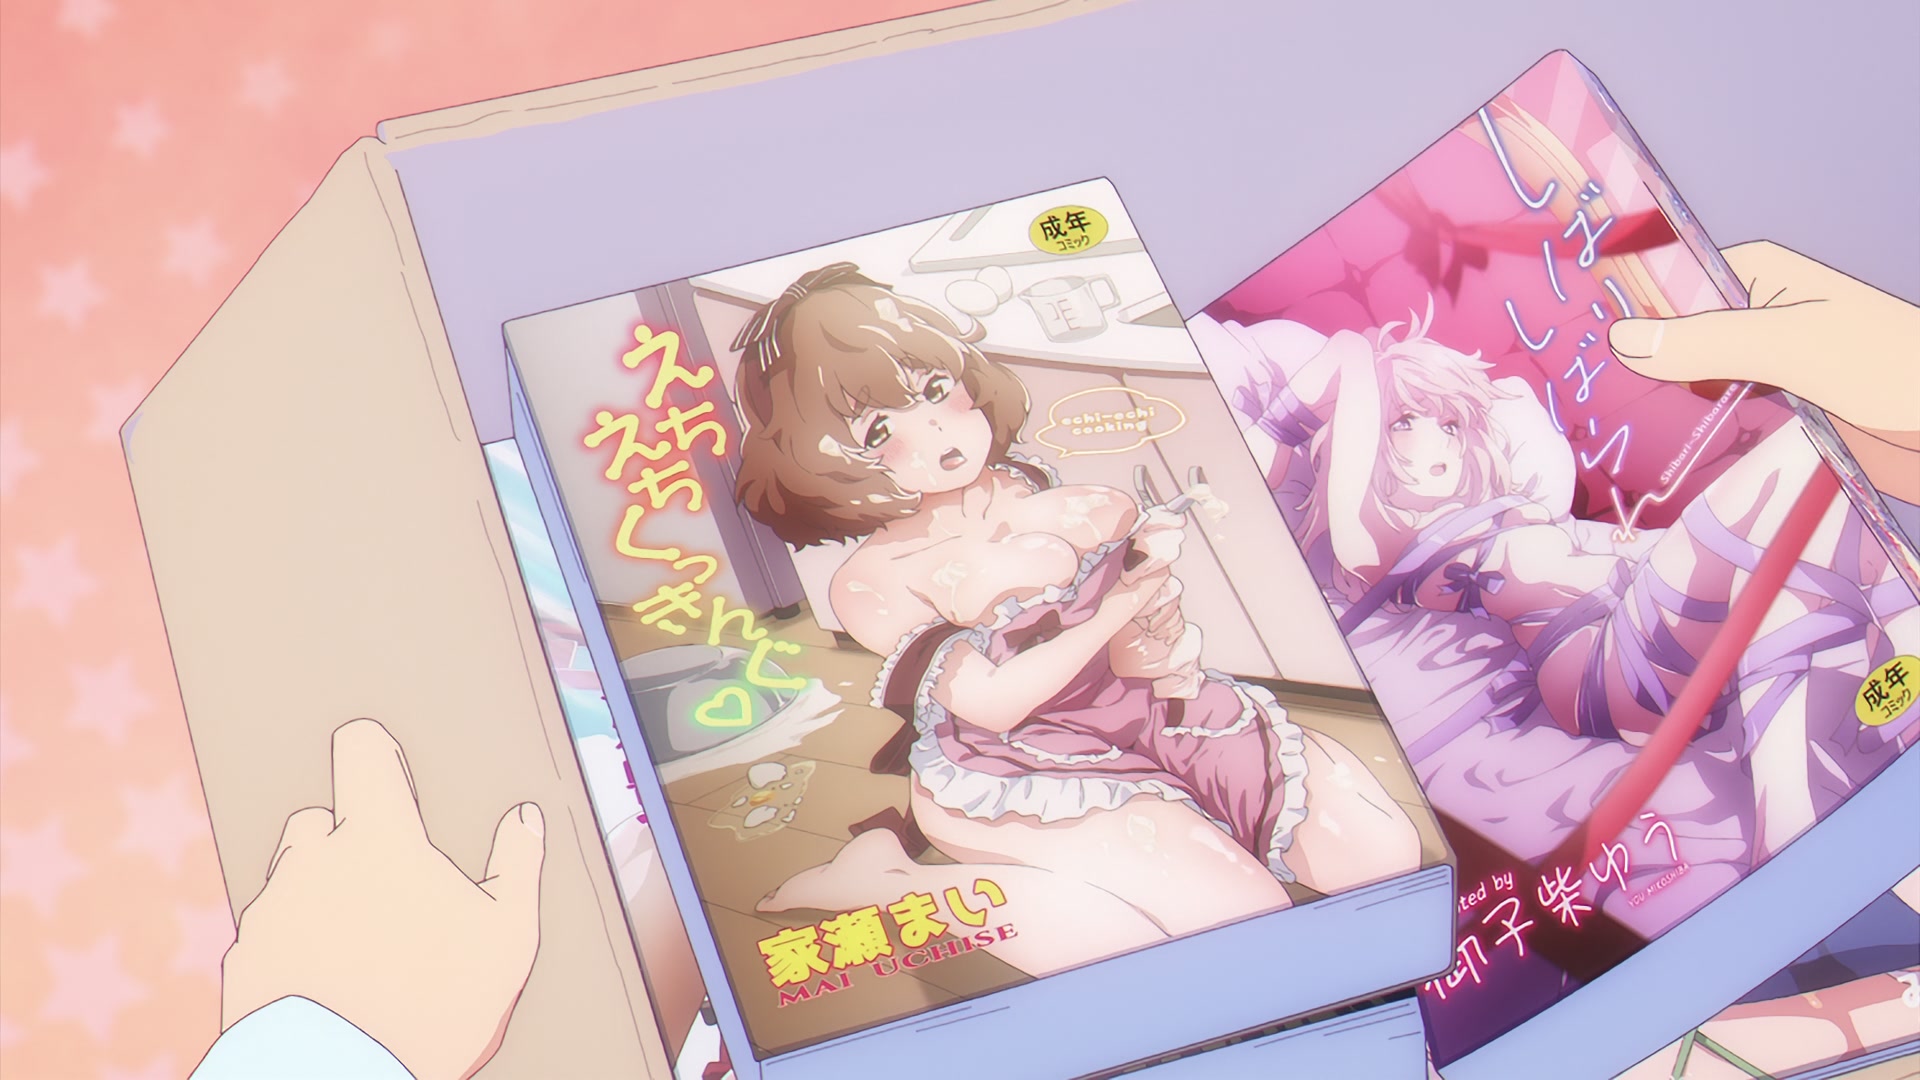 成年
コミック
えちえちくっきんぐ♡
echi-echi
cooking
家瀬まい
MAI UCHISE
しばりしばられ
Shibari-Shibarare
御子柴ゆう
YOU MIKOSHIBA
成年
コミック